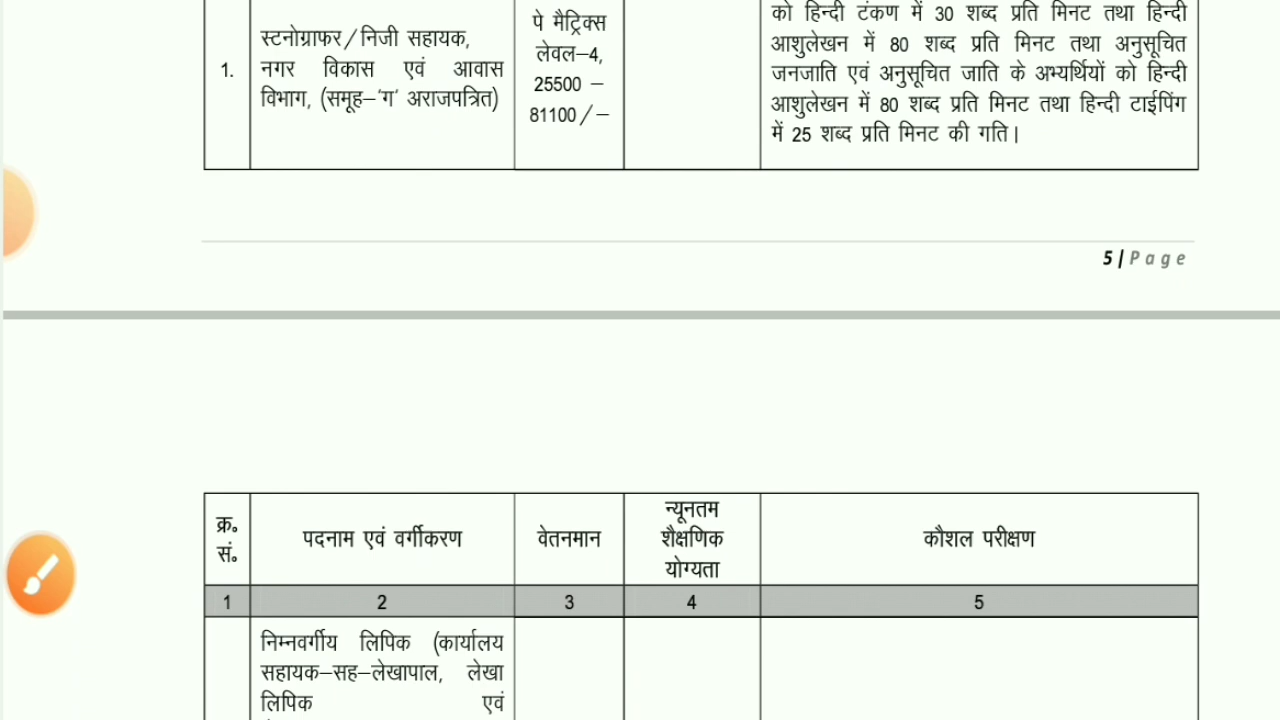 को हिन्दी टंकण में 30 शब्द प्रति मिनट तथा हिन्दी
आशुलेखन में 80 शब्द प्रति मिनट तथा अनुसूचित
जनजाति एवं अनुसूचित जाति के अभ्यर्थियों को हिन्दी
आशुलेखन में 80 शब्द प्रति मिनट तथा हिन्दी टाईपिंग
में 25 शब्द प्रति मिनट की गति।
1.
स्टनोग्राफर/निजी सहायक,
नगर विकास एवं आवास
विभाग, (समूह–'ग' अराजपत्रित)
पे मैट्रिक्स
लेवल–4,
25500 –
81100/–
5 | Page
क्र॰
सं॰
पदनाम एवं वर्गीकरण
वेतनमान
न्यूनतम
शैक्षणिक
योग्यता
कौशल परीक्षण
1 2 3 4 5
निम्नवर्गीय लिपिक (कार्यालय
सहायक–सह–लेखापाल, लेखा
लिपिक एवं